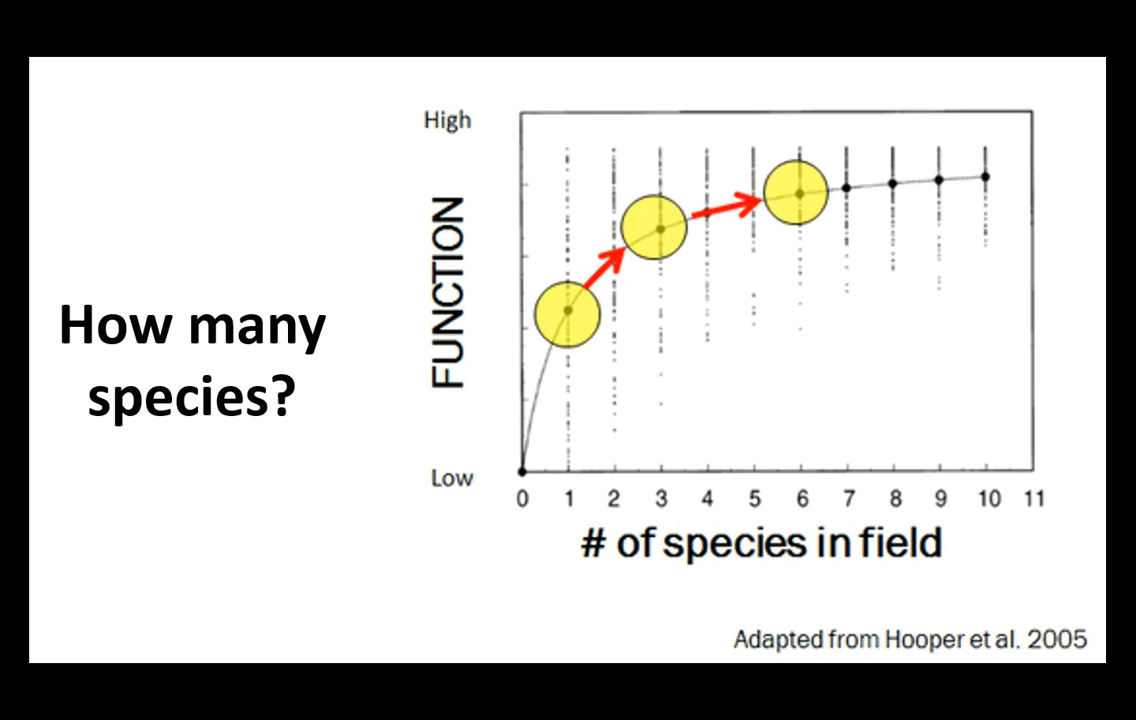 How many
species?
High
FUNCTION
Low
0 1 2 3 4 5 6 7 8 9 10 11
# of species in field
Adapted from Hooper et al. 2005